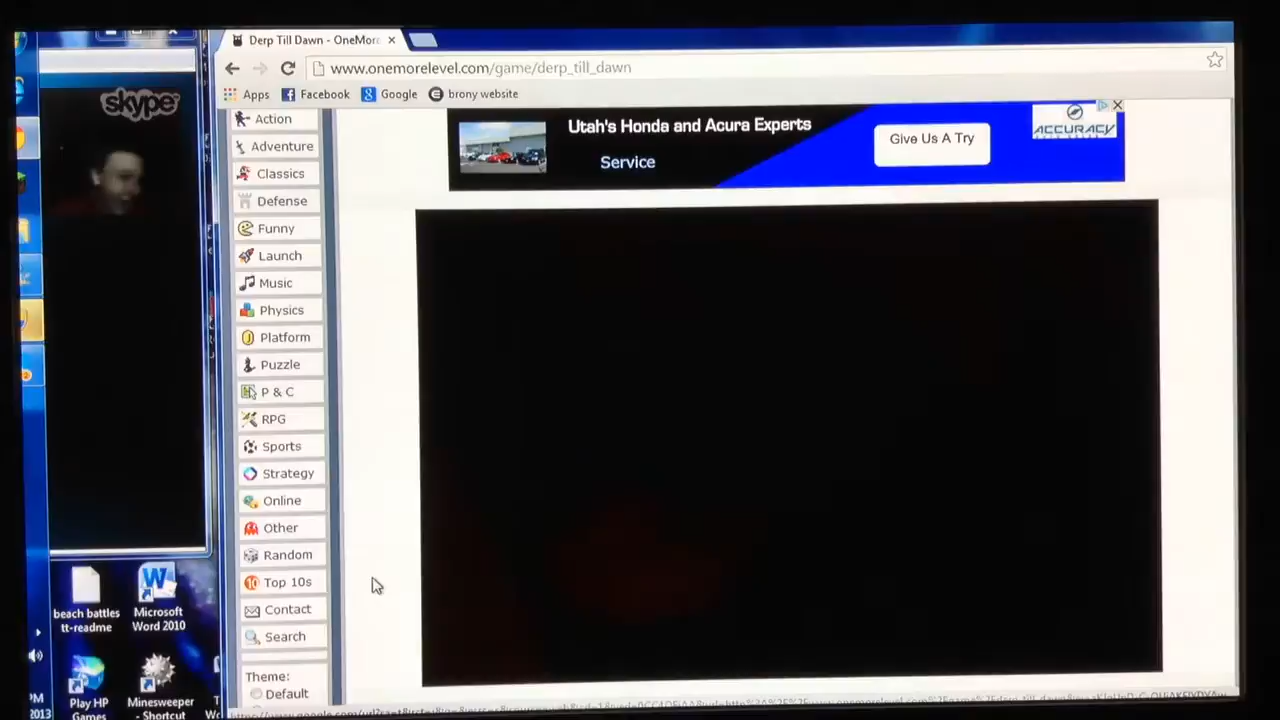 Derp Till Dawn - OneMore
www.onemorelevel.com/game/derp_till_dawn
Apps
Facebook
Google
brony website
skype
Action
Adventure
Classics
Defense
Funny
Launch
Music
Physics
Platform
Puzzle
P & C
RPG
Sports
Strategy
Online
Other
Random
Top 10s
Contact
Search
Theme:
Default
Utah's Honda and Acura Experts
Service
Give Us A Try
ACCURACY
beach battles
tt-readme
Microsoft
Word 2010
Play HP
Games
Minesweeper
- Shortcut
PM
2013